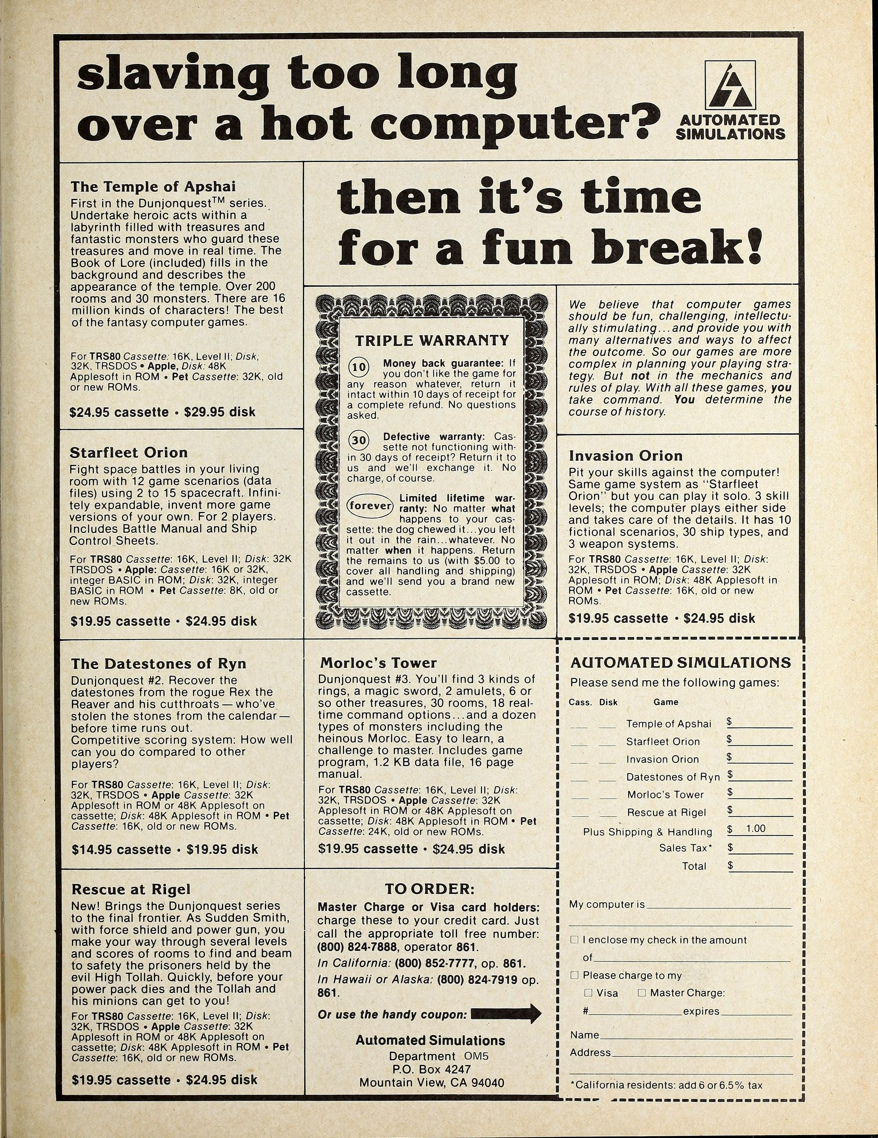 slaving too long
over a hot computer?
AUTOMATED
SIMULATIONS
then it's time
for a fun break!
The Temple of Apshai
First in the Dunjonquest™ series.
Undertake heroic acts within a
labyrinth filled with treasures and
fantastic monsters who guard these
treasures and move in real time. The
Book of Lore (included) fills in the
background and describes the
appearance of the temple. Over 200
rooms and 30 monsters. There are 16
million kinds of characters! The best
of the fantasy computer games.
For TRS80 Cassette: 16K, Level II; Disk,
32K, TRSDOS • Apple, Disk: 48K
Applesoft in ROM • Pet Cassette: 32K, old
or new ROMs.
$24.95 cassette • $29.95 disk
Starfleet Orion
Fight space battles in your living
room with 12 game scenarios (data
files) using 2 to 15 spacecraft. Infini-
tely expandable, invent more game
versions of your own. For 2 players.
Includes Battle Manual and Ship
Control Sheets.
For TRS80 Cassette: 16K, Level II; Disk: 32K
TRSDOS • Apple: Cassette: 16K or 32K,
integer BASIC in ROM; Disk: 32K, integer
BASIC in ROM • Pet Cassette: 8K, old or
new ROMs.
$19.95 cassette • $24.95 disk
TRIPLE WARRANTY
10 Money back guarantee: If
you don't like the game for
any reason whatever, return it
intact within 10 days of receipt for
a complete refund. No questions
asked.
30 Defective warranty: Cas-
sette not functioning with-
in 30 days of receipt? Return it to
us and we'll exchange it. No
charge, of course.
forever Limited lifetime war-
ranty: No matter what
happens to your cas-
sette: the dog chewed it...you left
it out in the rain...whatever. No
matter when it happens. Return
the remains to us (with $5.00 to
cover all handling and shipping)
and we'll send you a brand new
cassette.
We believe that computer games
should be fun, challenging, intellectu-
ally stimulating...and provide you with
many alternatives and ways to affect
the outcome. So our games are more
complex in planning your playing stra-
tegy. But not in the mechanics and
rules of play. With all these games, you
take command. You determine the
course of history.
Invasion Orion
Pit your skills against the computer!
Same game system as "Starfleet
Orion" but you can play it solo. 3 skill
levels; the computer plays either side
and takes care of the details. It has 10
fictional scenarios, 30 ship types, and
3 weapon systems.
For TRS80 Cassette: 16K, Level II; Disk:
32K, TRSDOS • Apple Cassette: 32K
Applesoft in ROM; Disk: 48K Applesoft in
ROM • Pet Cassette: 16K, old or new
ROMs.
$19.95 cassette • $24.95 disk
The Datestones of Ryn
Dunjonquest #2. Recover the
datestones from the rogue Rex the
Reaver and his cutthroats — who've
stolen the stones from the calendar —
before time runs out.
Competitive scoring system: How well
can you do compared to other
players?
For TRS80 Cassette: 16K, Level II; Disk:
32K, TRSDOS • Apple Cassette: 32K
Applesoft in ROM or 48K Applesoft on
cassette; Disk: 48K Applesoft in ROM • Pet
Cassette: 16K, old or new ROMs.
$14.95 cassette • $19.95 disk
Morloc's Tower
Dunjonquest #3. You'll find 3 kinds of
rings, a magic sword, 2 amulets, 6 or
so other treasures, 30 rooms, 18 real-
time command options...and a dozen
types of monsters including the
heinous Morloc. Easy to learn, a
challenge to master. Includes game
program, 1.2 KB data file, 16 page
manual.
For TRS80 Cassette: 16K, Level II; Disk:
32K, TRSDOS • Apple Cassette: 32K
Applesoft in ROM or 48K Applesoft on
cassette; Disk: 48K Applesoft in ROM • Pet
Cassette: 24K, old or new ROMs.
$19.95 cassette • $24.95 disk
Rescue at Rigel
New! Brings the Dunjonquest series
to the final frontier. As Sudden Smith,
with force shield and power gun, you
make your way through several levels
and scores of rooms to find and beam
to safety the prisoners held by the
evil High Tollah. Quickly, before your
power pack dies and the Tollah and
his minions can get to you!
For TRS80 Cassette: 16K, Level II; Disk:
32K, TRSDOS • Apple Cassette: 32K
Applesoft in ROM or 48K Applesoft on
cassette; Disk: 48K Applesoft in ROM • Pet
Cassette: 16K, old or new ROMs.
$19.95 cassette • $24.95 disk
TO ORDER:
Master Charge or Visa card holders:
charge these to your credit card. Just
call the appropriate toll free number:
(800) 824-7888, operator 861.
In California: (800) 852-7777, op. 861.
In Hawaii or Alaska: (800) 824-7919 op.
861.
Or use the handy coupon:
Automated Simulations
Department OM5
P.O. Box 4247
Mountain View, CA 94040
AUTOMATED SIMULATIONS
Please send me the following games:
Cass. Disk Game
Temple of Apshai $
Starfleet Orion $
Invasion Orion $
Datestones of Ryn $
Morloc's Tower $
Rescue at Rigel $
Plus Shipping & Handling $ 1.00
Sales Tax* $
Total $
My computer is
I enclose my check in the amount
of
Please charge to my
Visa Master Charge:
# expires
Name
Address
*California residents: add 6 or 6.5% tax